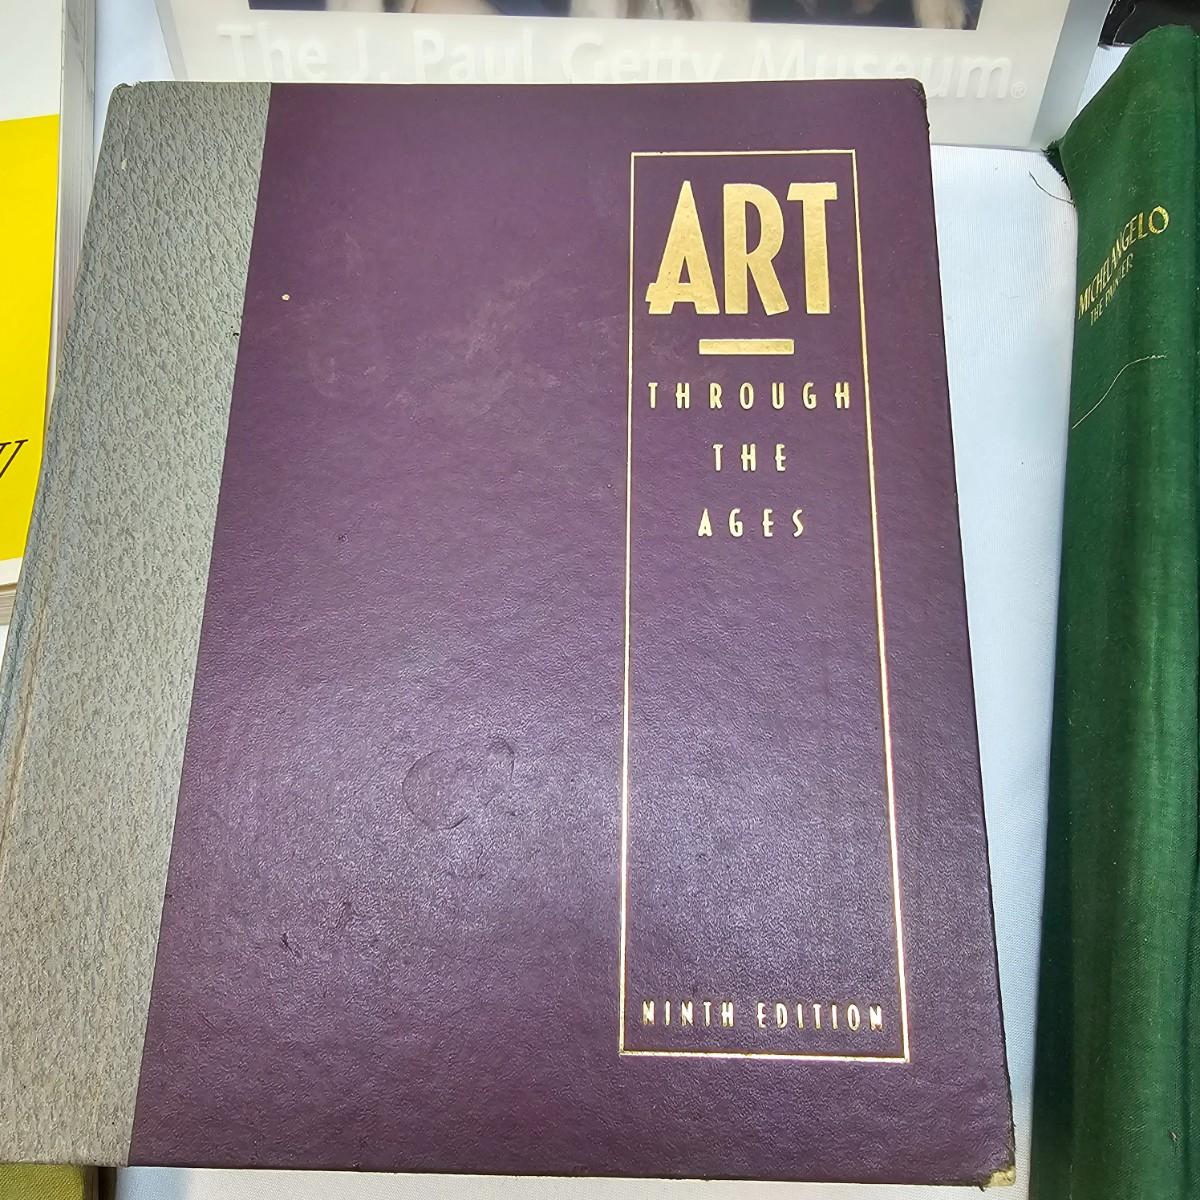 The J. Paul Getty Museum®
ART
THROUGH
THE
AGES
NINTH EDITION
MICHELANGELO
THE PAINTER